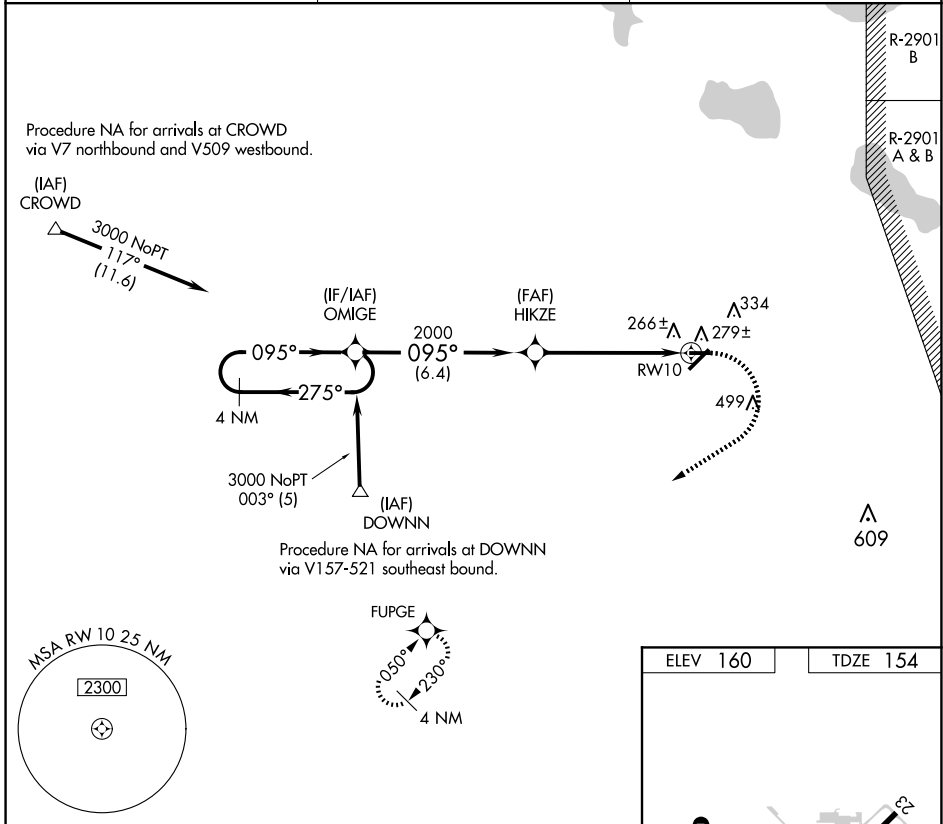 R-2901
B
R-2901
A & B
Procedure NA for arrivals at CROWD
via V7 northbound and V509 westbound.
(IAF)
CROWD
3000 NoPT
117°
(11.6)
(IF/IAF)
OMIGE
(FAF)
HIKZE
334
266±
279±
095°
2000
095°
(6.4)
RW10
275°
4 NM
499
3000 NoPT
003° (5)
(IAF)
DOWNN
609
Procedure NA for arrivals at DOWNN
via V157-521 southeast bound.
FUPGE
050°
230°
4 NM
MSA RW 10 25 NM
2300
ELEV 160
TDZE 154
23